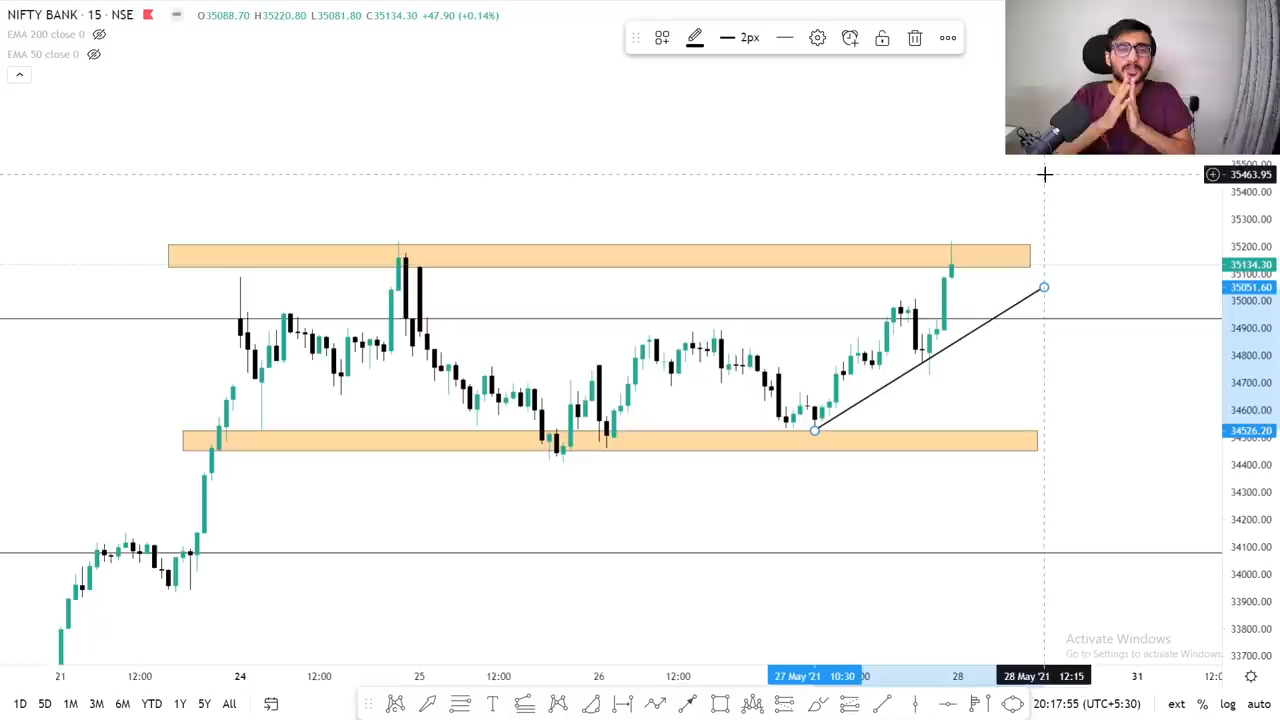 NIFTY BANK · 15 · NSE
O35088.70 H35220.80 L35081.80 C35134.30 +47.90 (+0.14%)
EMA 200 close 0
EMA 50 close 0
2px
35500.00
35463.95
35400.00
35300.00
35200.00
35134.30
35100.00
35051.60
35000.00
34900.00
34800.00
34700.00
34600.00
34526.20
34500.00
34400.00
34300.00
34200.00
34100.00
34000.00
33900.00
33800.00
33700.00
Activate Windows
Go to Settings to activate Windows.
21 12:00 24 12:00 25 12:00 26 12:00 27 May '21 10:30 :00 28 28 May '21 12:15 31 12:0
1D 5D 1M 3M 6M YTD 1Y 5Y All
20:17:55 (UTC+5:30) ext % log auto